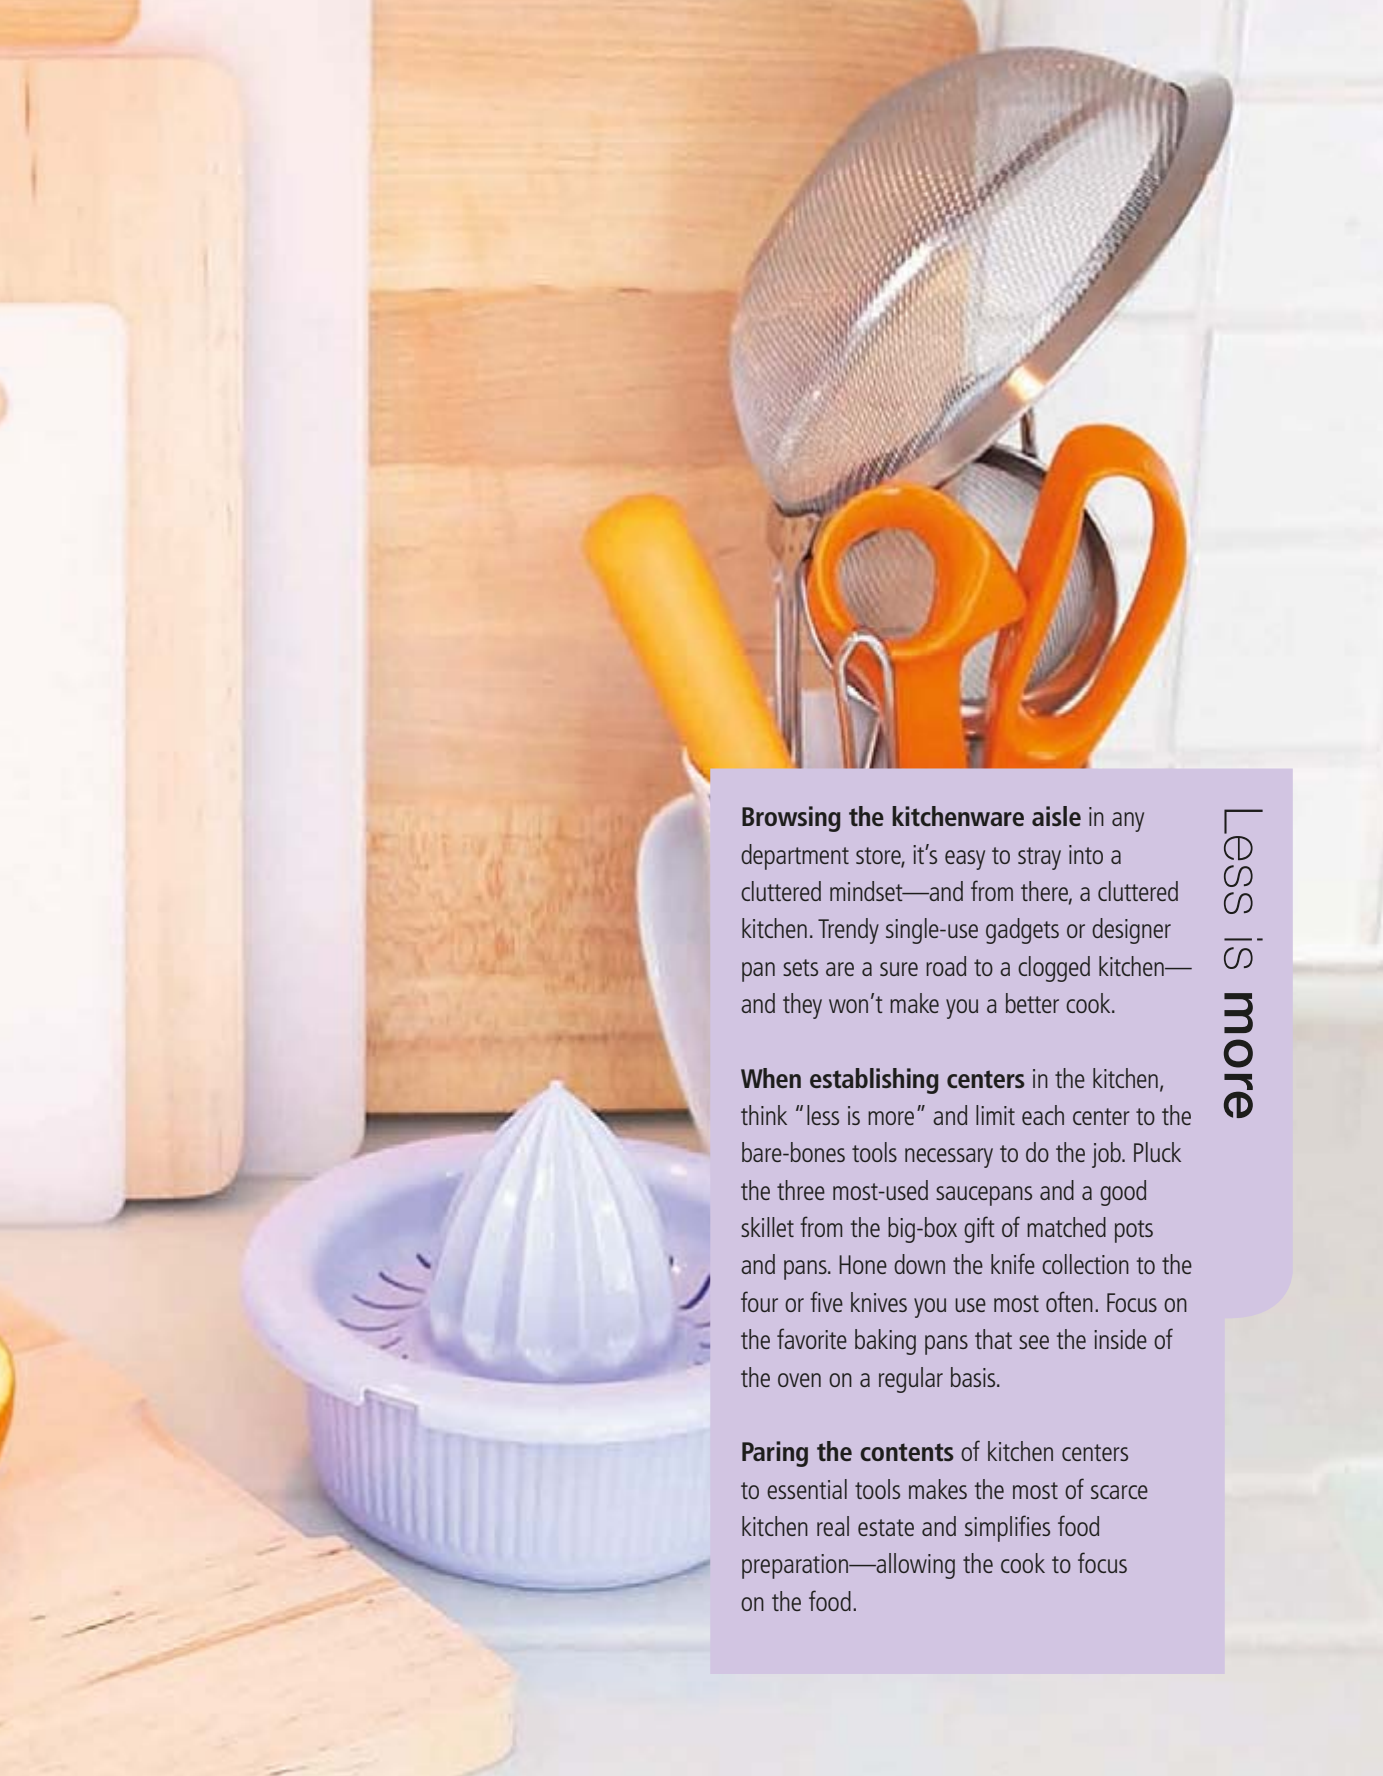 Less is more
Browsing the kitchenware aisle in any
department store, it’s easy to stray into a
cluttered mindset—and from there, a cluttered
kitchen. Trendy single-use gadgets or designer
pan sets are a sure road to a clogged kitchen—
and they won’t make you a better cook.
When establishing centers in the kitchen,
think “less is more” and limit each center to the
bare-bones tools necessary to do the job. Pluck
the three most-used saucepans and a good
skillet from the big-box gift of matched pots
and pans. Hone down the knife collection to the
four or five knives you use most often. Focus on
the favorite baking pans that see the inside of
the oven on a regular basis.
Paring the contents of kitchen centers
to essential tools makes the most of scarce
kitchen real estate and simplifies food
preparation—allowing the cook to focus
on the food.